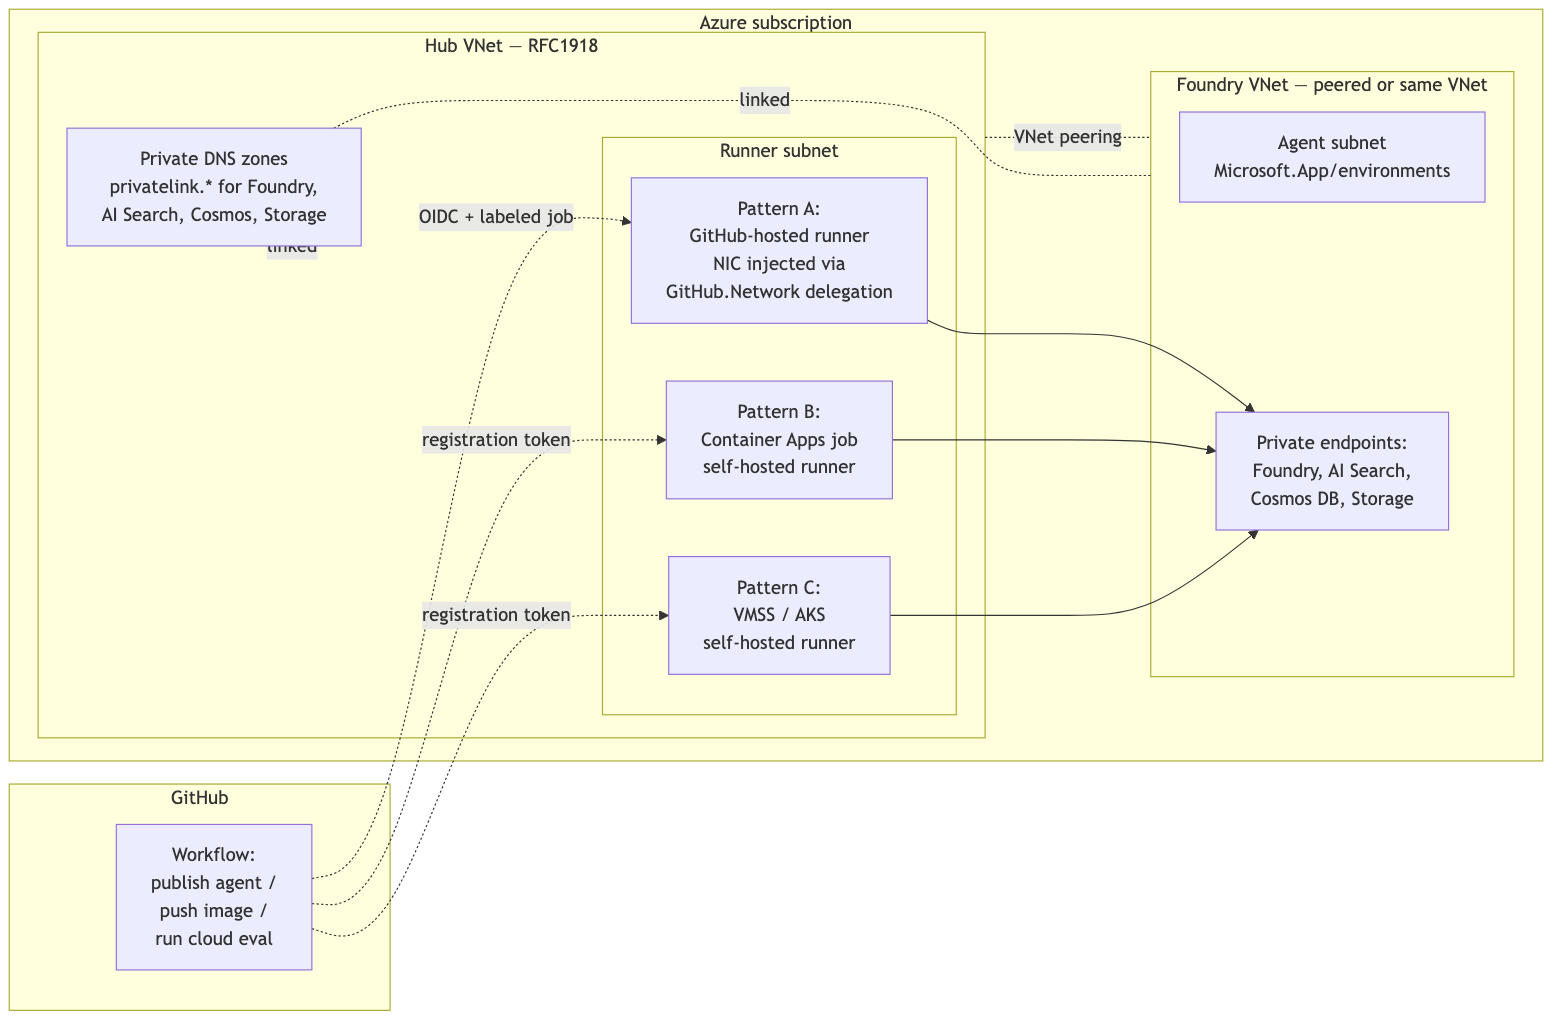 Azure subscription
Hub VNet — RFC1918
Foundry VNet — peered or same VNet
linked
Private DNS zones
privatelink.* for Foundry,
AI Search, Cosmos, Storage
linked
VNet peering
Agent subnet
Microsoft.App/environments
Runner subnet
OIDC + labeled job
Pattern A:
GitHub-hosted runner
NIC injected via
GitHub.Network delegation
registration token
Pattern B:
Container Apps job
self-hosted runner
Private endpoints:
Foundry, AI Search,
Cosmos DB, Storage
registration token
Pattern C:
VMSS / AKS
self-hosted runner
GitHub
Workflow:
publish agent /
push image /
run cloud eval